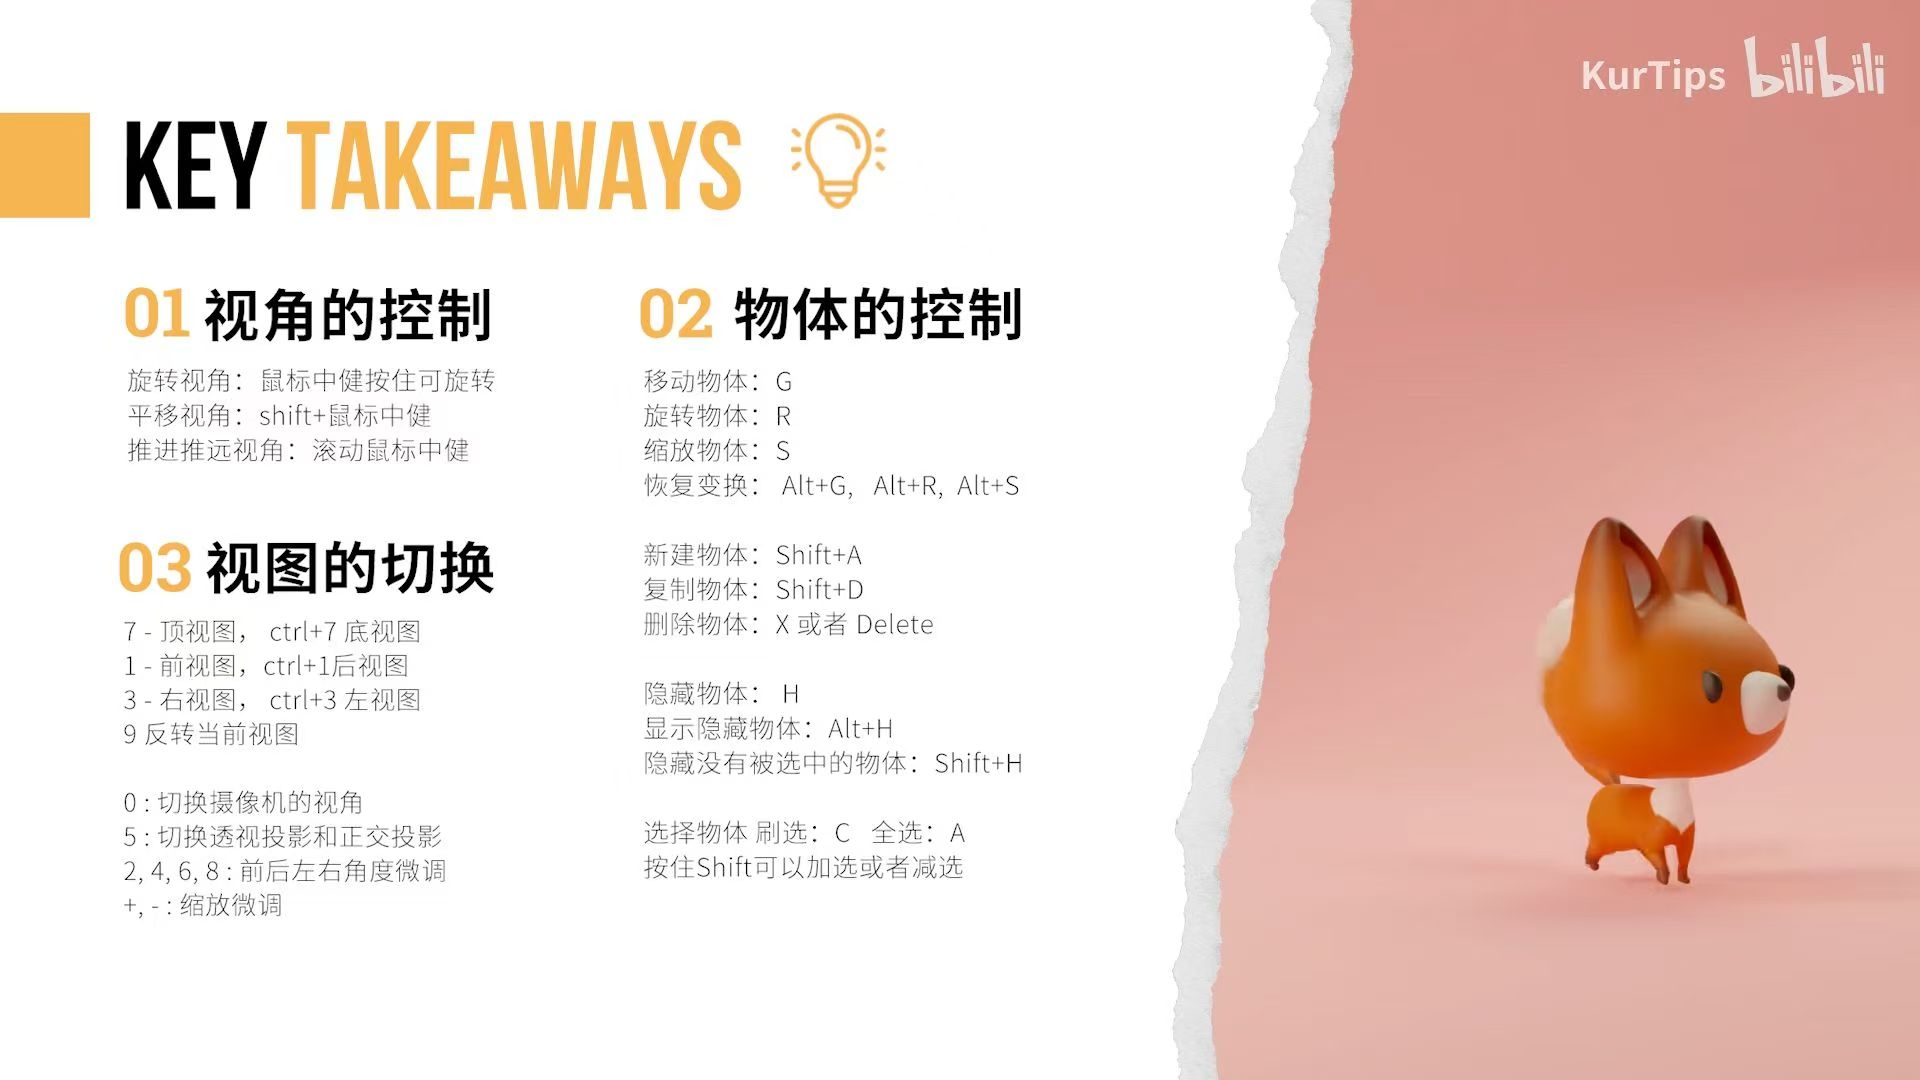 KurTips bilibili
KEY TAKEAWAYS
01 视角的控制
旋转视角：鼠标中健按住可旋转
平移视角：shift+鼠标中健
推进推远视角：滚动鼠标中健
02 物体的控制
移动物体：G
旋转物体：R
缩放物体：S
恢复变换： Alt+G, Alt+R, Alt+S
新建物体：Shift+A
复制物体：Shift+D
删除物体：X 或者 Delete
隐藏物体： H
显示隐藏物体：Alt+H
隐藏没有被选中的物体：Shift+H
选择物体 刷选：C 全选：A
按住Shift可以加选或者减选
03 视图的切换
7 - 顶视图， ctrl+7 底视图
1 - 前视图，ctrl+1后视图
3 - 右视图， ctrl+3 左视图
9 反转当前视图
0 : 切换摄像机的视角
5 : 切换透视投影和正交投影
2, 4, 6, 8 : 前后左右角度微调
+, - : 缩放微调